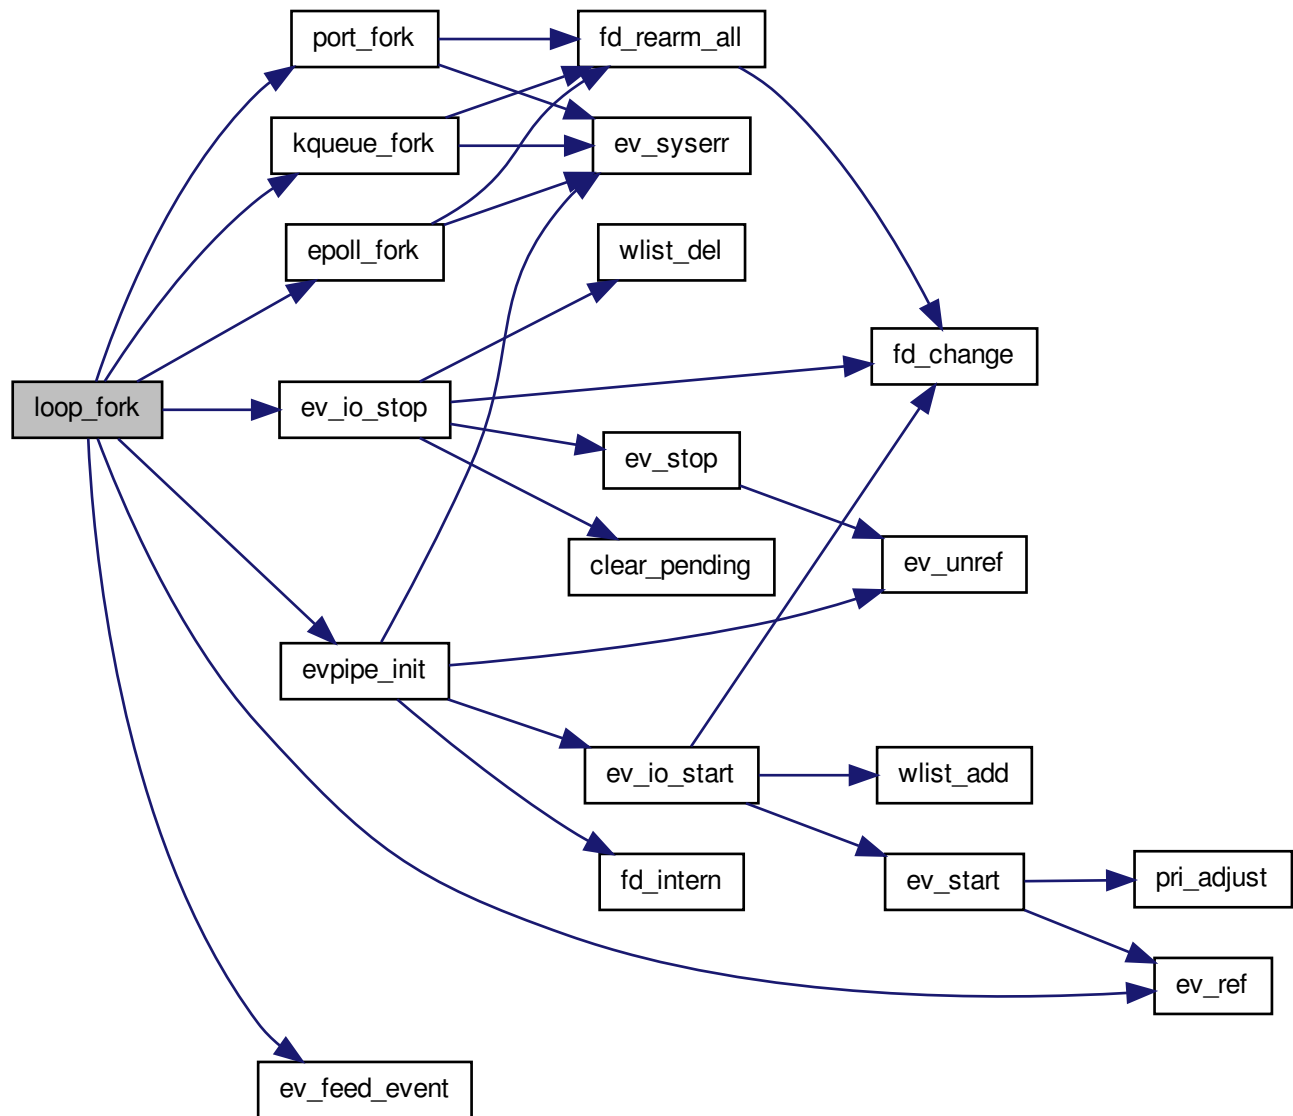 port_fork
fd_rearm_all
kqueue_fork
ev_syserr
epoll_fork
wlist_del
fd_change
loop_fork
ev_io_stop
ev_stop
clear_pending
ev_unref
evpipe_init
ev_io_start
wlist_add
fd_intern
ev_start
pri_adjust
ev_ref
ev_feed_event